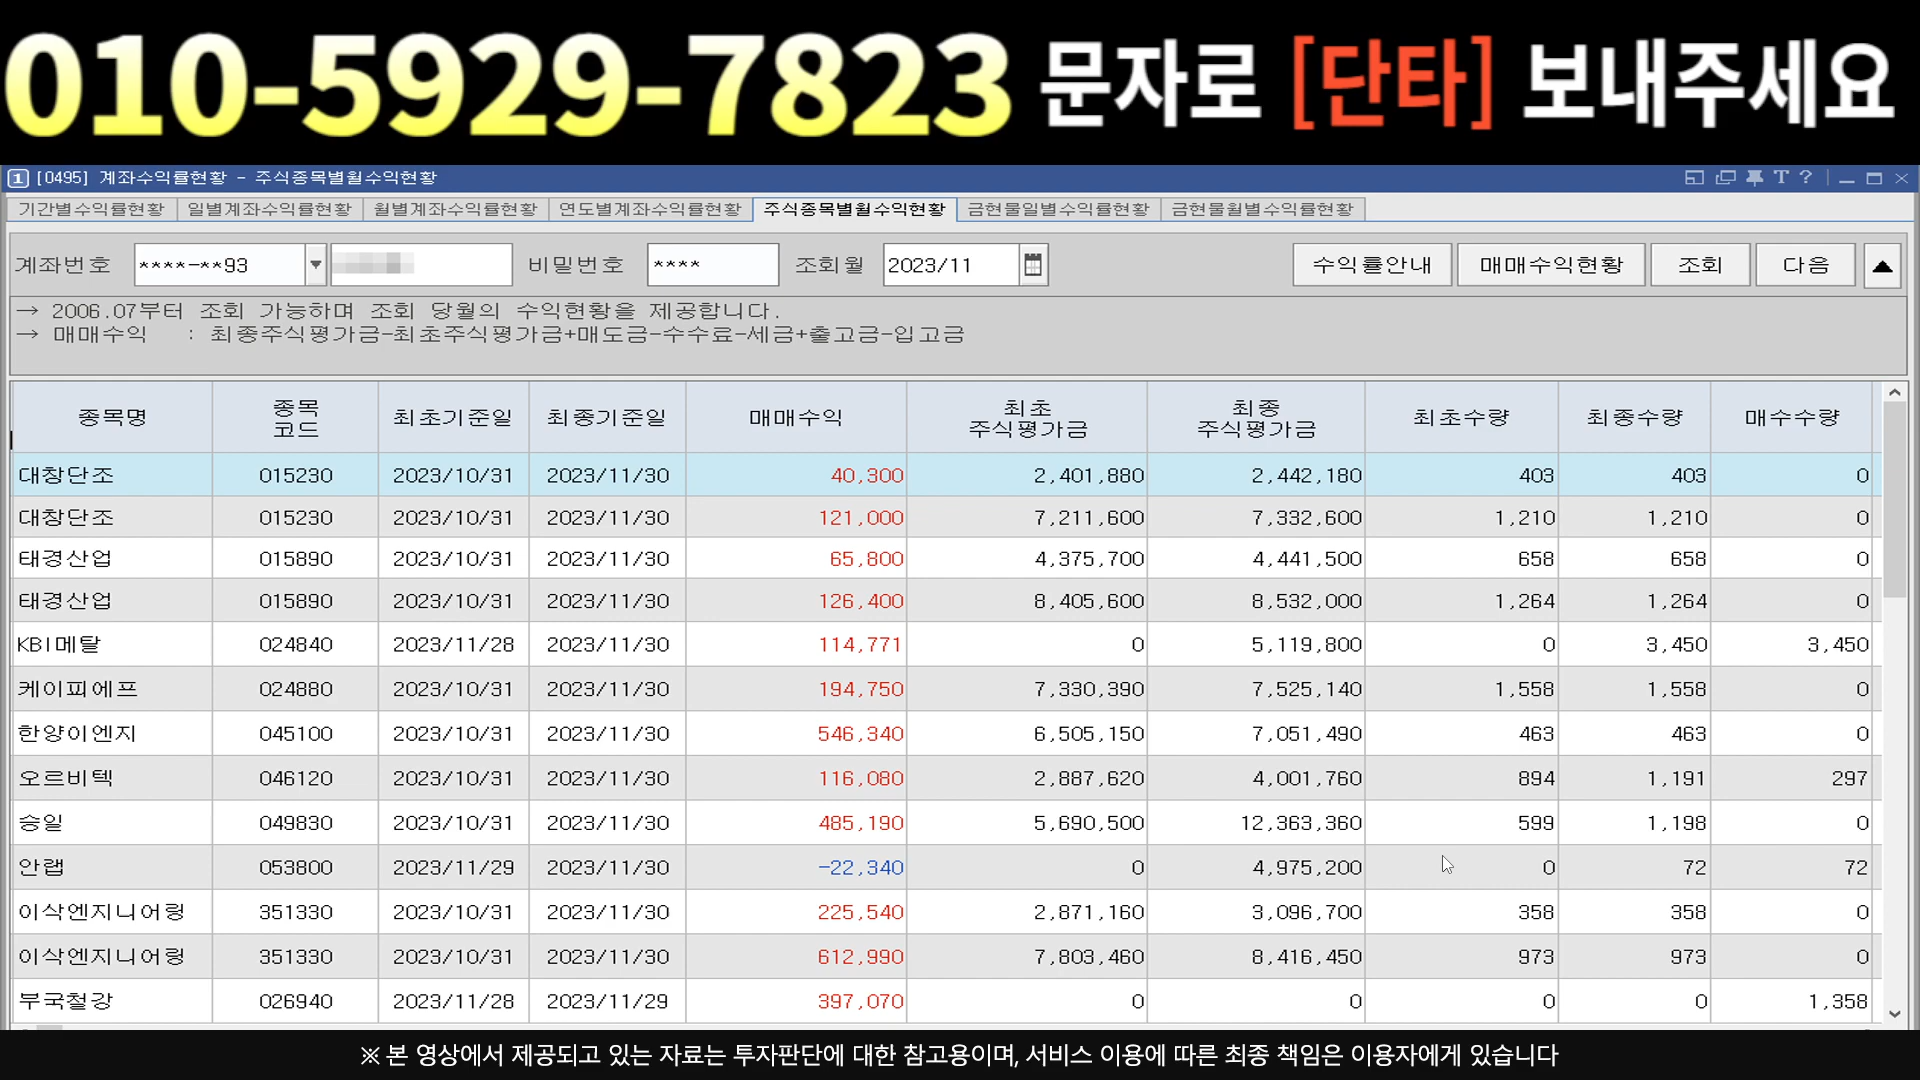 010-5929-7823 문자로 [단타] 보내주세요
1 [0495] 계좌수익률현황 - 주식종목별월수익현황 T ?
기간별수익률현황 일별계좌수익률현황 월별계좌수익률현황 연도별계좌수익률현황 주식종목별월수익현황 금현물일별수익률현황 금현물월별수익률현황
계좌번호 ****-**93 비밀번호 **** 조회월 2023/11 수익률안내 매매수익현황 조회 다음 ▲
→ 2006.07부터 조회 가능하며 조회 당월의 수익현황을 제공합니다.
→ 매매수익 : 최종주식평가금-최초주식평가금+매도금-수수료-세금+출고금-입고금
종목명 종목코드 최초기준일 최종기준일 매매수익 최초주식평가금 최종주식평가금 최초수량 최종수량 매수수량
대창단조 015230 2023/10/31 2023/11/30 40,300 2,401,880 2,442,180 403 403 0
대창단조 015230 2023/10/31 2023/11/30 121,000 7,211,600 7,332,600 1,210 1,210 0
태경산업 015890 2023/10/31 2023/11/30 65,800 4,375,700 4,441,500 658 658 0
태경산업 015890 2023/10/31 2023/11/30 126,400 8,405,600 8,532,000 1,264 1,264 0
KBI메탈 024840 2023/11/28 2023/11/30 114,771 0 5,119,800 0 3,450 3,450
케이피에프 024880 2023/10/31 2023/11/30 194,750 7,330,390 7,525,140 1,558 1,558 0
한양이엔지 045100 2023/10/31 2023/11/30 546,340 6,505,150 7,051,490 463 463 0
오르비텍 046120 2023/10/31 2023/11/30 116,080 2,887,620 4,001,760 894 1,191 297
승일 049830 2023/10/31 2023/11/30 485,190 5,690,500 12,363,360 599 1,198 0
안랩 053800 2023/11/29 2023/11/30 -22,340 0 4,975,200 0 72 72
이삭엔지니어링 351330 2023/10/31 2023/11/30 225,540 2,871,160 3,096,700 358 358 0
이삭엔지니어링 351330 2023/10/31 2023/11/30 612,990 7,803,460 8,416,450 973 973 0
부국철강 026940 2023/11/28 2023/11/29 397,070 0 0 0 0 1,358
※ 본 영상에서 제공되고 있는 자료는 투자판단에 대한 참고용이며, 서비스 이용에 따른 최종 책임은 이용자에게 있습니다